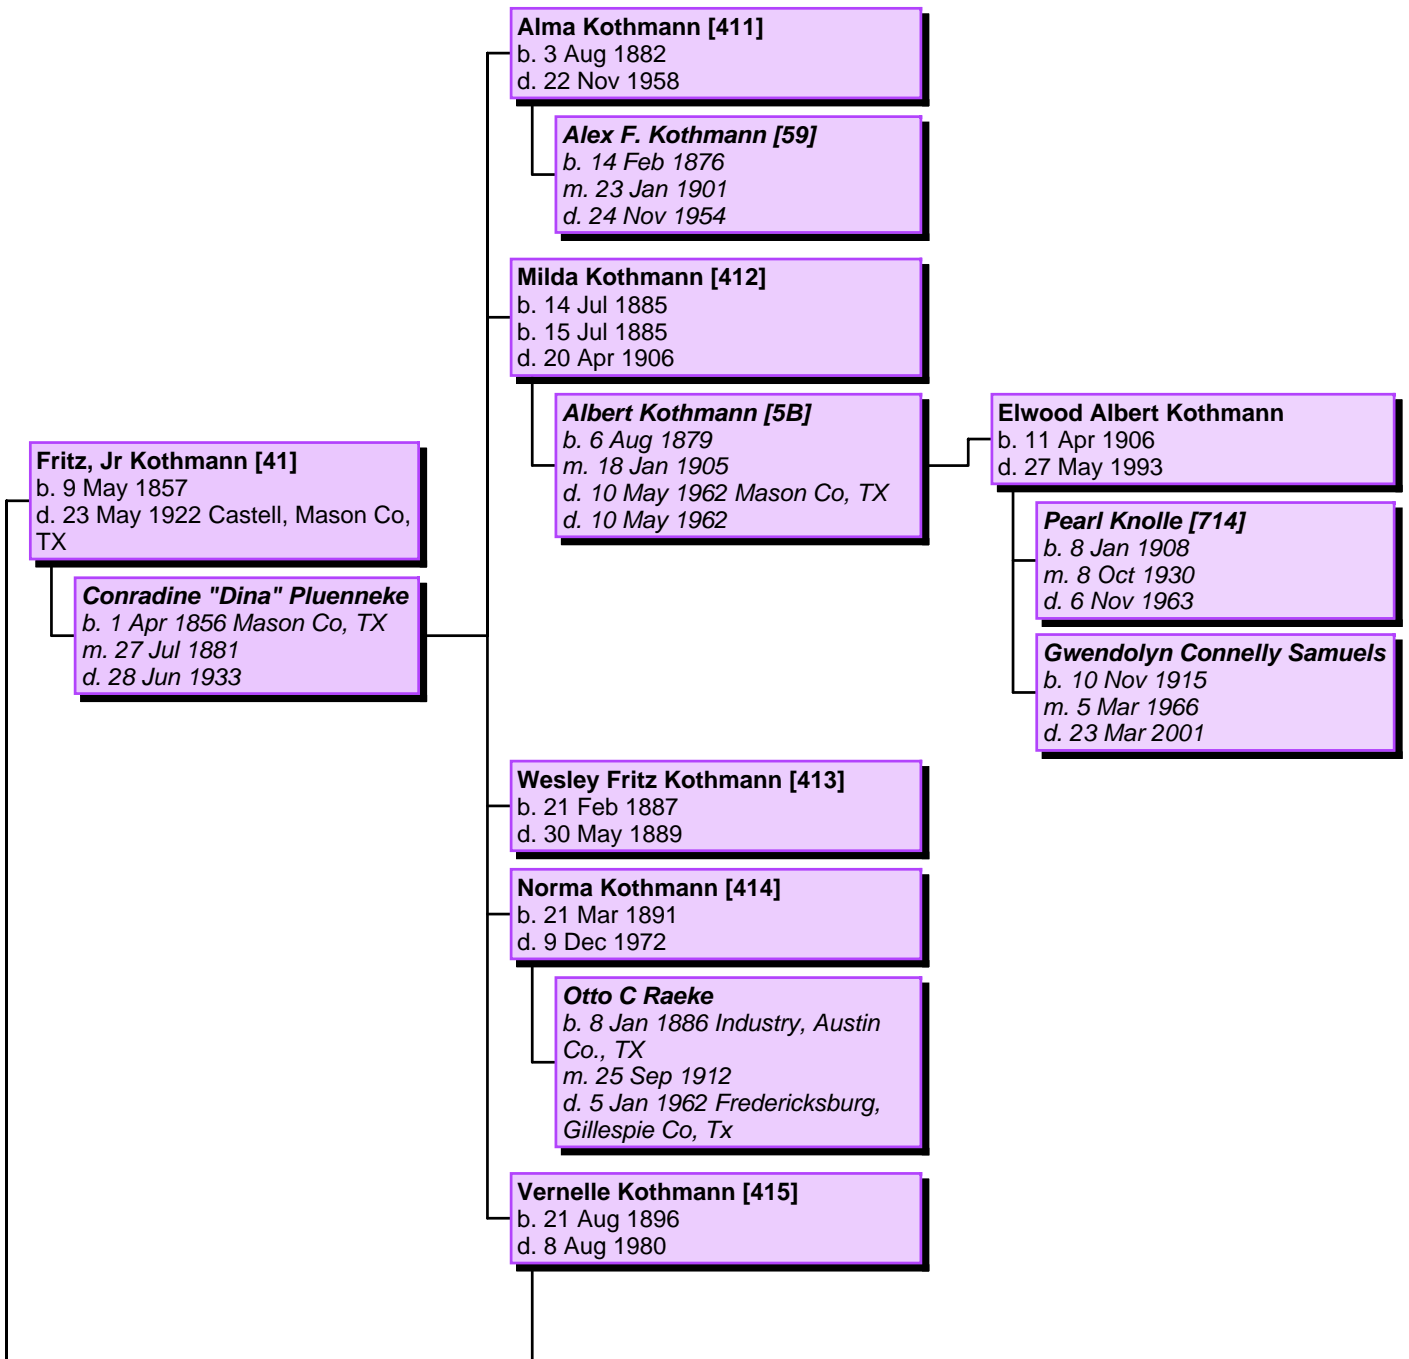 Alma Kothmann [411]
b. 3 Aug 1882
d. 22 Nov 1958
Alex F. Kothmann [59]
b. 14 Feb 1876
m. 23 Jan 1901
d. 24 Nov 1954
Milda Kothmann [412]
b. 14 Jul 1885
b. 15 Jul 1885
d. 20 Apr 1906
Albert Kothmann [5B]
b. 6 Aug 1879
m. 18 Jan 1905
d. 10 May 1962 Mason Co, TX
d. 10 May 1962
Elwood Albert Kothmann
b. 11 Apr 1906
d. 27 May 1993
Pearl Knolle [714]
b. 8 Jan 1908
m. 8 Oct 1930
d. 6 Nov 1963
Gwendolyn Connelly Samuels
b. 10 Nov 1915
m. 5 Mar 1966
d. 23 Mar 2001
Fritz, Jr Kothmann [41]
b. 9 May 1857
d. 23 May 1922 Castell, Mason Co,
TX
Conradine "Dina" Pluenneke
b. 1 Apr 1856 Mason Co, TX
m. 27 Jul 1881
d. 28 Jun 1933
Wesley Fritz Kothmann [413]
b. 21 Feb 1887
d. 30 May 1889
Norma Kothmann [414]
b. 21 Mar 1891
d. 9 Dec 1972
Otto C Raeke
b. 8 Jan 1886 Industry, Austin
Co., TX
m. 25 Sep 1912
d. 5 Jan 1962 Fredericksburg,
Gillespie Co, Tx
Vernelle Kothmann [415]
b. 21 Aug 1896
d. 8 Aug 1980